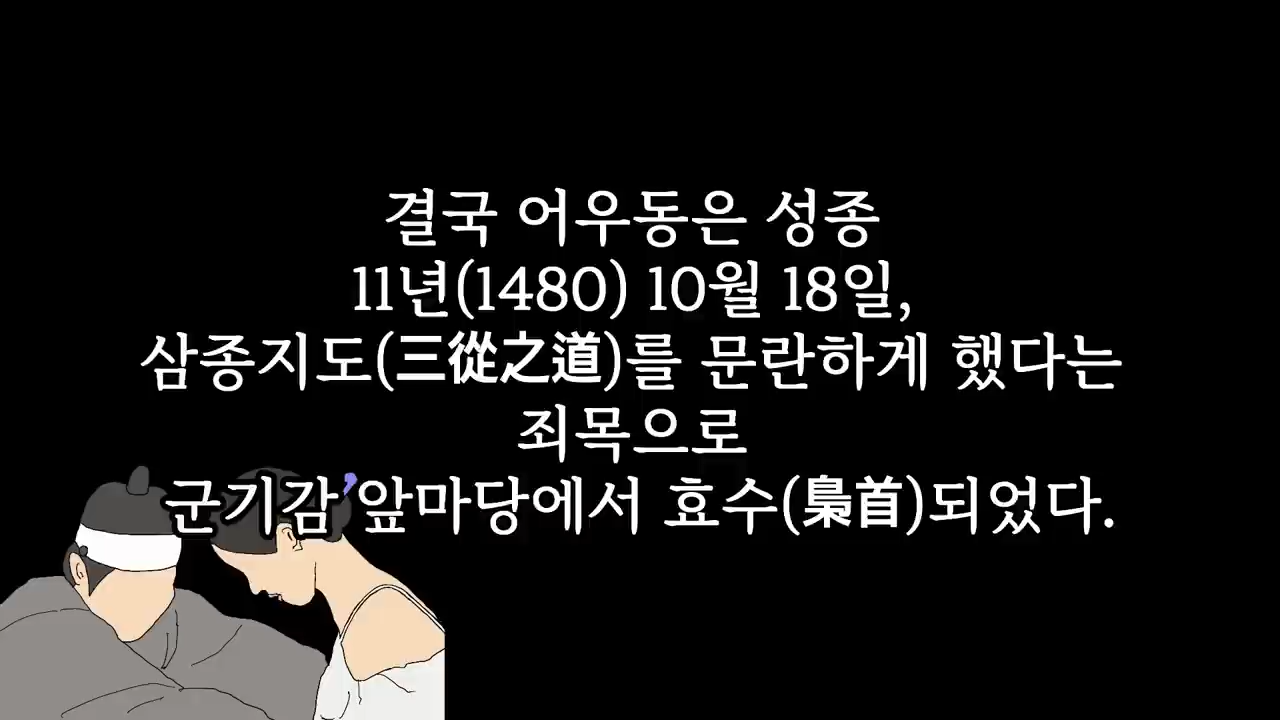 결국 어우동은 성종
11년(1480) 10월 18일,
삼종지도(三從之道)를 문란하게 했다는
죄목으로
군기감 앞마당에서 효수(梟首)되었다.